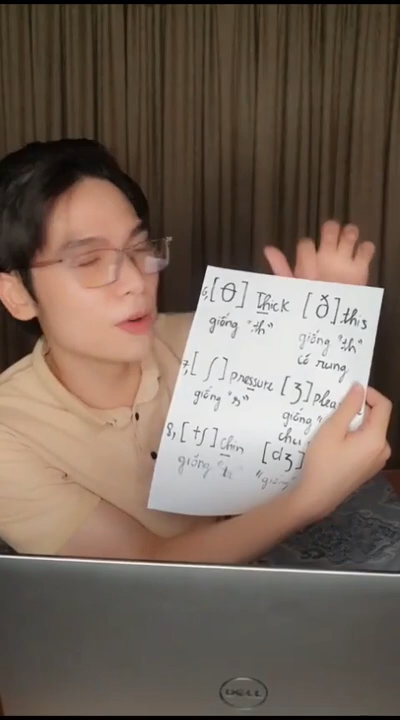 6, [θ] Thick [ð] this
giống "th" giống "th"
có rung
7, [ʃ] pressure [ʒ] plea
giống "s" giống
chu
8, [tʃ] Chin [dʒ]
giống "giống
DELL